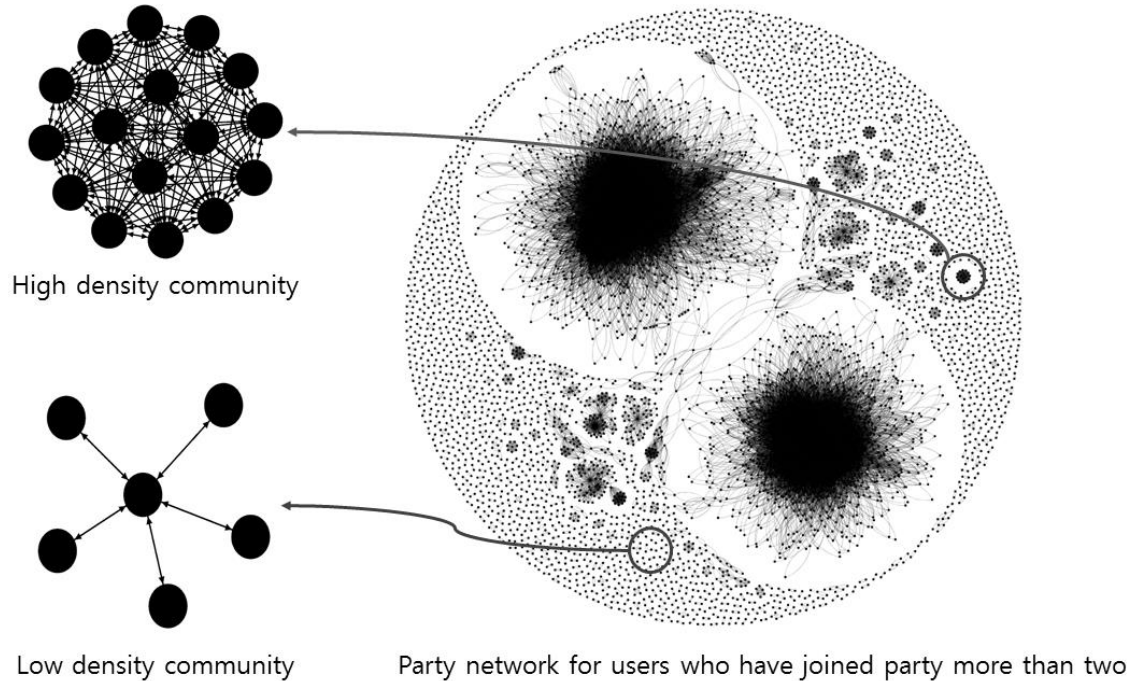 High density community
Low density community
Party network for users who have joined party more than two